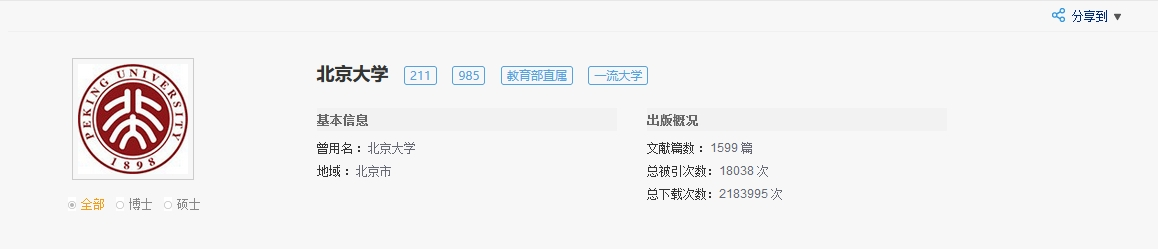 分享到 ▼
PEKING UNIVERSITY
1898
北京大学 211 985 教育部直属 一流大学
基本信息
曾用名：北京大学
地域：北京市
出版概况
文献篇数：1599 篇
总被引次数：18038 次
总下载次数：2183995 次
全部 博士 硕士